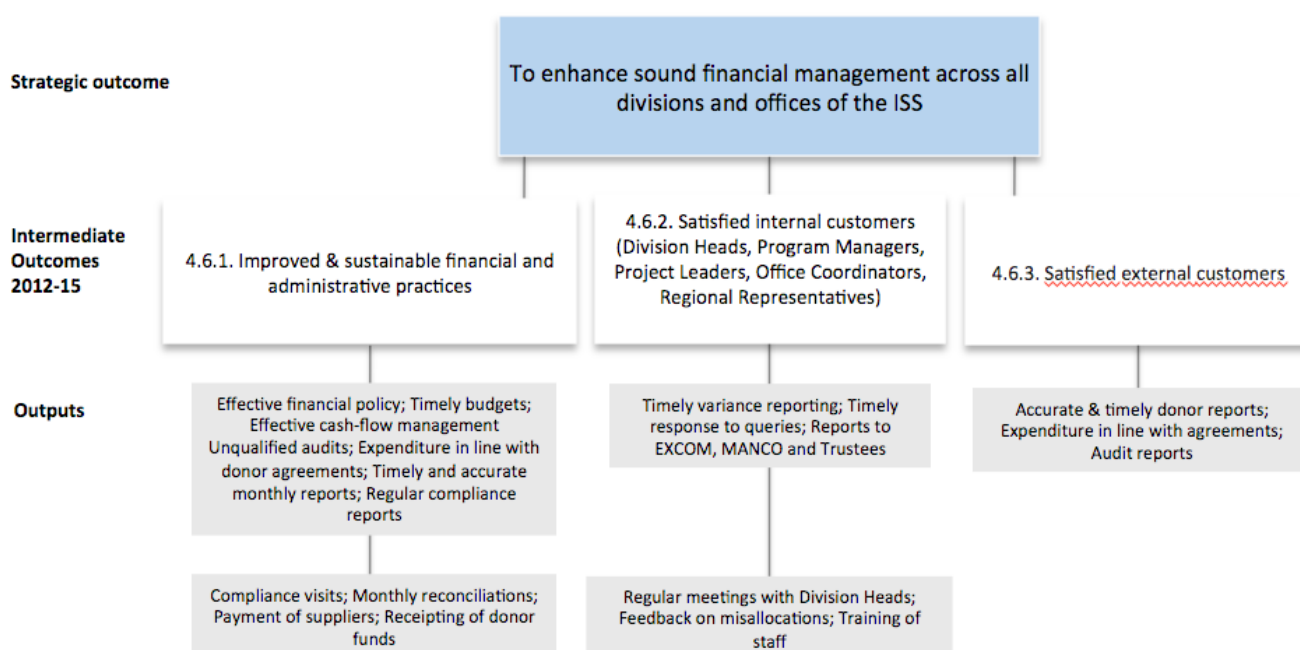 Strategic outcome
To enhance sound financial management across all
divisions and offices of the ISS
Intermediate
Outcomes
2012-15
4.6.1. Improved & sustainable financial and
administrative practices
4.6.2. Satisfied internal customers
(Division Heads, Program Managers,
Project Leaders, Office Coordinators,
Regional Representatives)
4.6.3. Satisfied external customers
Outputs
Effective financial policy; Timely budgets;
Effective cash-flow management
Unqualified audits; Expenditure in line with
donor agreements; Timely and accurate
monthly reports; Regular compliance
reports
Timely variance reporting; Timely
response to queries; Reports to
EXCOM, MANCO and Trustees
Accurate & timely donor reports;
Expenditure in line with agreements;
Audit reports
Compliance visits; Monthly reconciliations;
Payment of suppliers; Receipting of donor
funds
Regular meetings with Division Heads;
Feedback on misallocations; Training of
staff